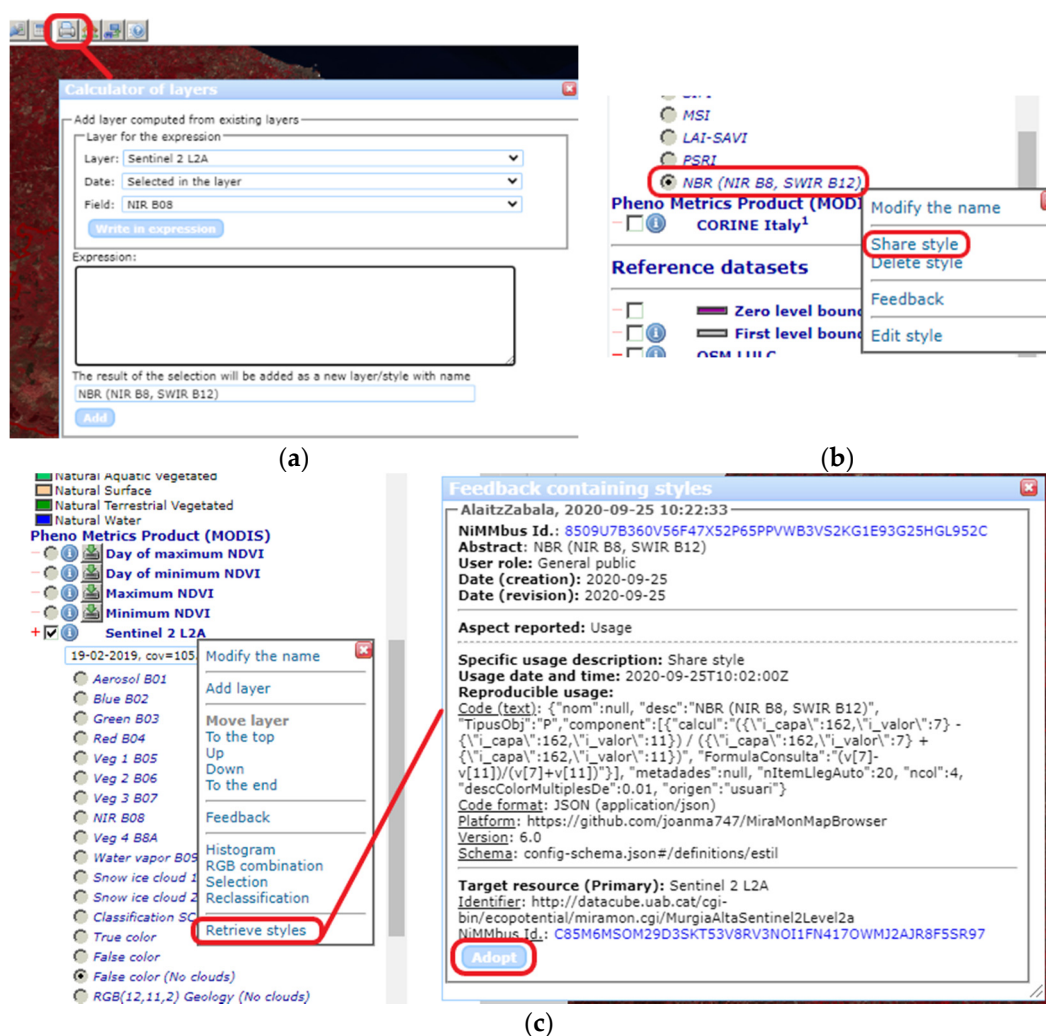 Calculator of layers
Add layer computed from existing layers
Layer for the expression
Layer: Sentinel 2 L2A
Date: Selected in the layer
Field: NIR B08
Write in expression
Expression:
The result of the selection will be added as a new layer/style with name
NBR (NIR B8, SWIR B12)
Add
(a)
MSI
LAI-SAVI
PSRI
NBR (NIR B8, SWIR B12)
Pheno Metrics Product (MODI
CORINE Italy1
Reference datasets
Zero level bound
First level bound
OSM LULC
Modify the name
Share style
Delete style
Feedback
Edit style
(b)
Natural Aquatic Vegetated
Natural Surface
Natural Terrestrial Vegetated
Natural Water
Pheno Metrics Product (MODIS)
Day of maximum NDVI
Day of minimum NDVI
Maximum NDVI
Minimum NDVI
Sentinel 2 L2A
19-02-2019, cov=105.
Aerosol B01
Blue B02
Green B03
Red B04
Veg 1 B05
Veg 2 B06
Veg 3 B07
NIR B08
Veg 4 B8A
Water vapor B09
Snow ice cloud 1
Snow ice cloud 2
Classification SC
True color
False color
False color (No clouds)
RGB(12,11,2) Geology (No clouds)
Modify the name
Add layer
Move layer
To the top
Up
Down
To the end
Feedback
Histogram
RGB combination
Selection
Reclassification
Retrieve styles
Feedback containing styles
AlaitzZabala, 2020-09-25 10:22:33
NiMMbus Id.: 8509U7B360V56F47X52P65PPVWB3VS2KG1E93G25HGL952C
Abstract: NBR (NIR B8, SWIR B12)
User role: General public
Date (creation): 2020-09-25
Date (revision): 2020-09-25
Aspect reported: Usage
Specific usage description: Share style
Usage date and time: 2020-09-25T10:02:00Z
Reproducible usage:
Code (text): {"nom":null, "desc":"NBR (NIR B8, SWIR B12)",
"TipusObj":"P","component":[{"calcul":"({\"i_capa\":162,\"i_valor\":7} -
{\"i_capa\":162,\"i_valor\":11}) / ({\"i_capa\":162,\"i_valor\":7} +
{\"i_capa\":162,\"i_valor\":11})", "FormulaConsulta":"(v[7]-
v[11])/(v[7]+v[11])"}], "metadades":null, "nItemLlegAuto":20, "ncol":4,
"descColorMultiplesDe":0.01, "origen":"usuari"}
Code format: JSON (application/json)
Platform: https://github.com/joanma747/MiraMonMapBrowser
Version: 6.0
Schema: config-schema.json#/definitions/estil
Target resource (Primary): Sentinel 2 L2A
Identifier: http://datacube.uab.cat/cgi-
bin/ecopotential/miramon.cgi/MurgiaAltaSentinel2Level2a
NiMMbus Id.: C85M6MSOM29D3SKT53V8RV3NOI1FN417OWMJ2AJR8F5SR97
Adopt
(c)